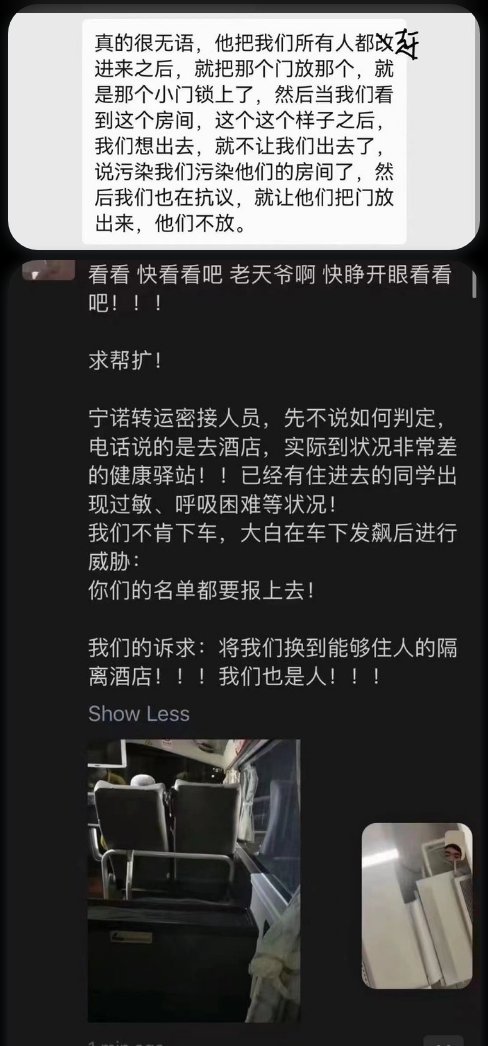 真的很无语，他把我们所有人都改
进来之后，就把那个门放那个，就
是那个小门锁上了，然后当我们看
到这个房间，这个这个样子之后，
我们想出去，就不让我们出去了，
说污染我们污染他们的房间了，然
后我们也在抗议，就让他们把门放
出来，他们不放。
看看 快看看吧 老天爷啊 快睁开眼看看
吧！！！
求帮扩！
宁诺转运密接人员，先不说如何判定，
电话说的是去酒店，实际到状况非常差
的健康驿站！！已经有住进去的同学出
现过敏、呼吸困难等状况！
我们不肯下车，大白在车下发飙后进行
威胁：
你们的名单都要报上去！
我们的诉求：将我们换到能够住人的隔
离酒店！！！我们也是人！！！
Show Less
1 min ago